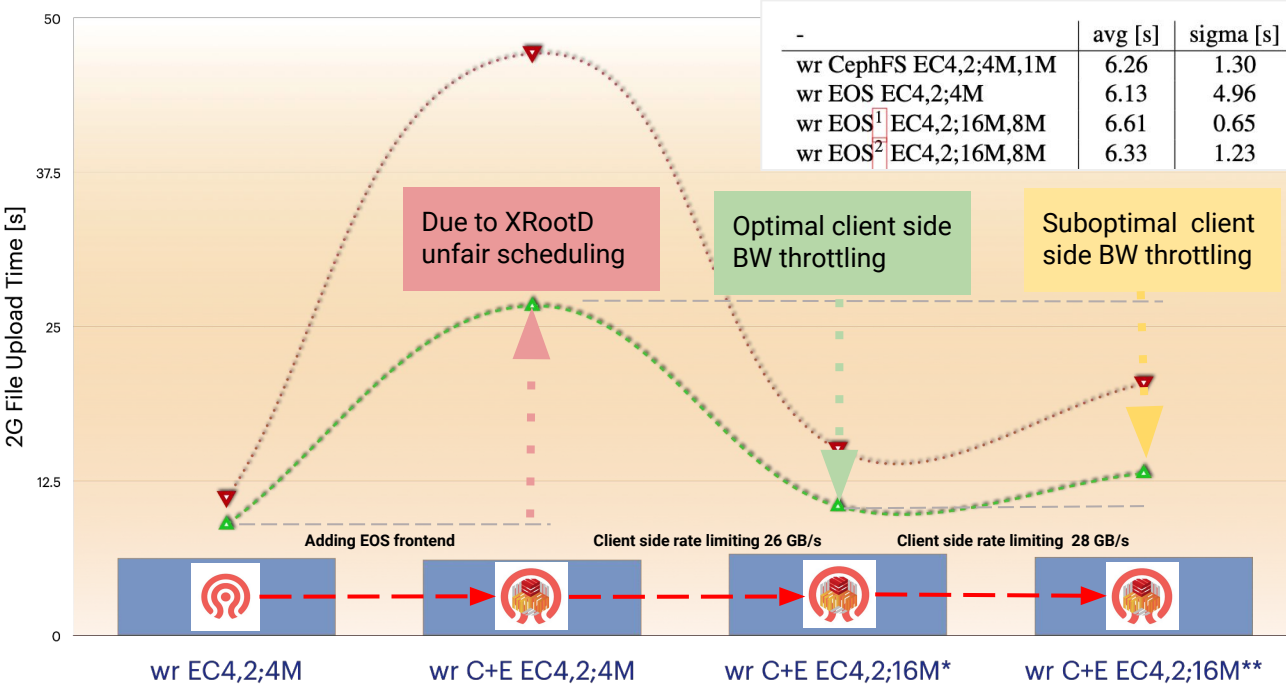 50
37.5
25
12.5
0
2G File Upload Time [s]
- avg [s] sigma [s]
wr CephFS EC4,2;4M,1M 6.26 1.30
wr EOS EC4,2;4M 6.13 4.96
wr EOS1 EC4,2;16M,8M 6.61 0.65
wr EOS2 EC4,2;16M,8M 6.33 1.23
Due to XRootD
unfair scheduling
Optimal client side
BW throttling
Suboptimal client
side BW throttling
Adding EOS frontend
Client side rate limiting 26 GB/s
Client side rate limiting 28 GB/s
wr EC4,2;4M
wr C+E EC4,2;4M
wr C+E EC4,2;16M*
wr C+E EC4,2;16M**